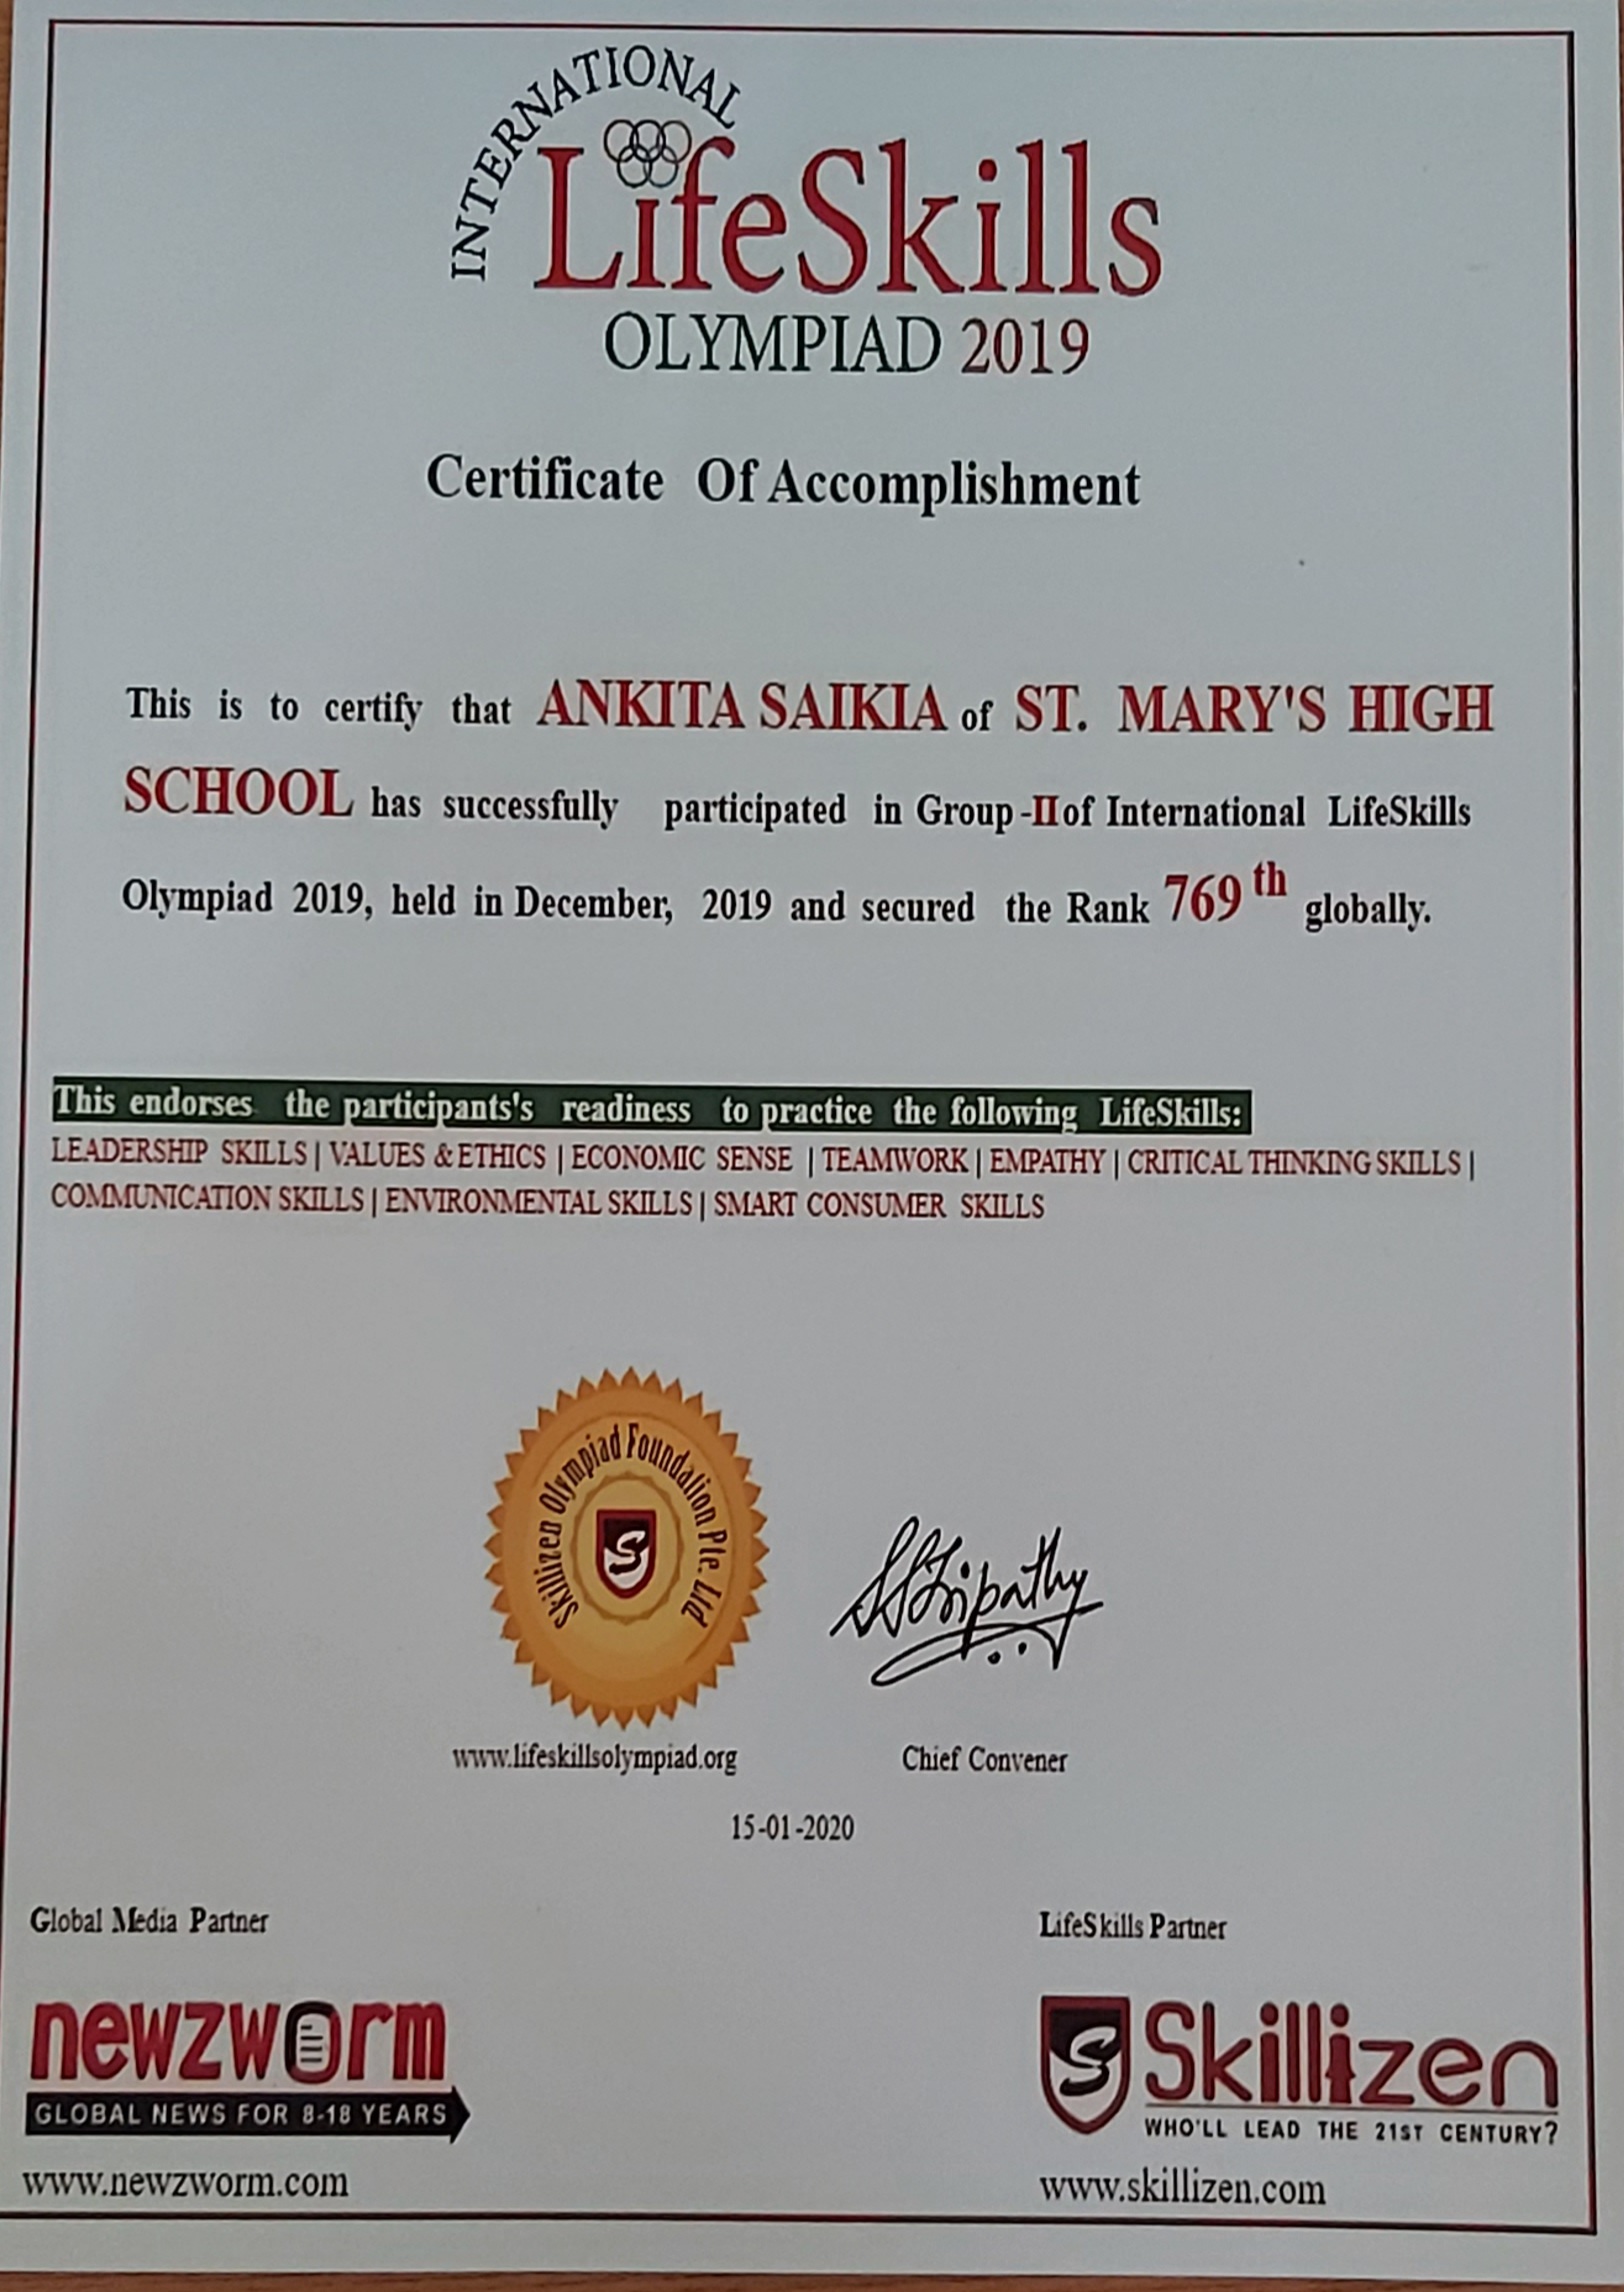 INTERNATIONAL
LifeSkills
OLYMPIAD 2019
Certificate Of Accomplishment
This is to certify that ANKITA SAIKIA of ST. MARY'S HIGH
SCHOOL has successfully participated in Group-II of International LifeSkills
Olympiad 2019, held in December, 2019 and secured the Rank 769th globally.
This endorses the participants's readiness to practice the following LifeSkills:
LEADERSHIP SKILLS | VALUES & ETHICS | ECONOMIC SENSE | TEAMWORK | EMPATHY | CRITICAL THINKING SKILLS |
COMMUNICATION SKILLS | ENVIRONMENTAL SKILLS | SMART CONSUMER SKILLS
Skillizen Olympiad Foundation Pte. Ltd
S
SSTripathy
www.lifeskillsolympiad.org
Chief Convener
15-01-2020
Global Media Partner
LifeSkills Partner
newzworm
GLOBAL NEWS FOR 8-18 YEARS
www.newzworm.com
S Skillizen
WHO'LL LEAD THE 21ST CENTURY?
www.skillizen.com